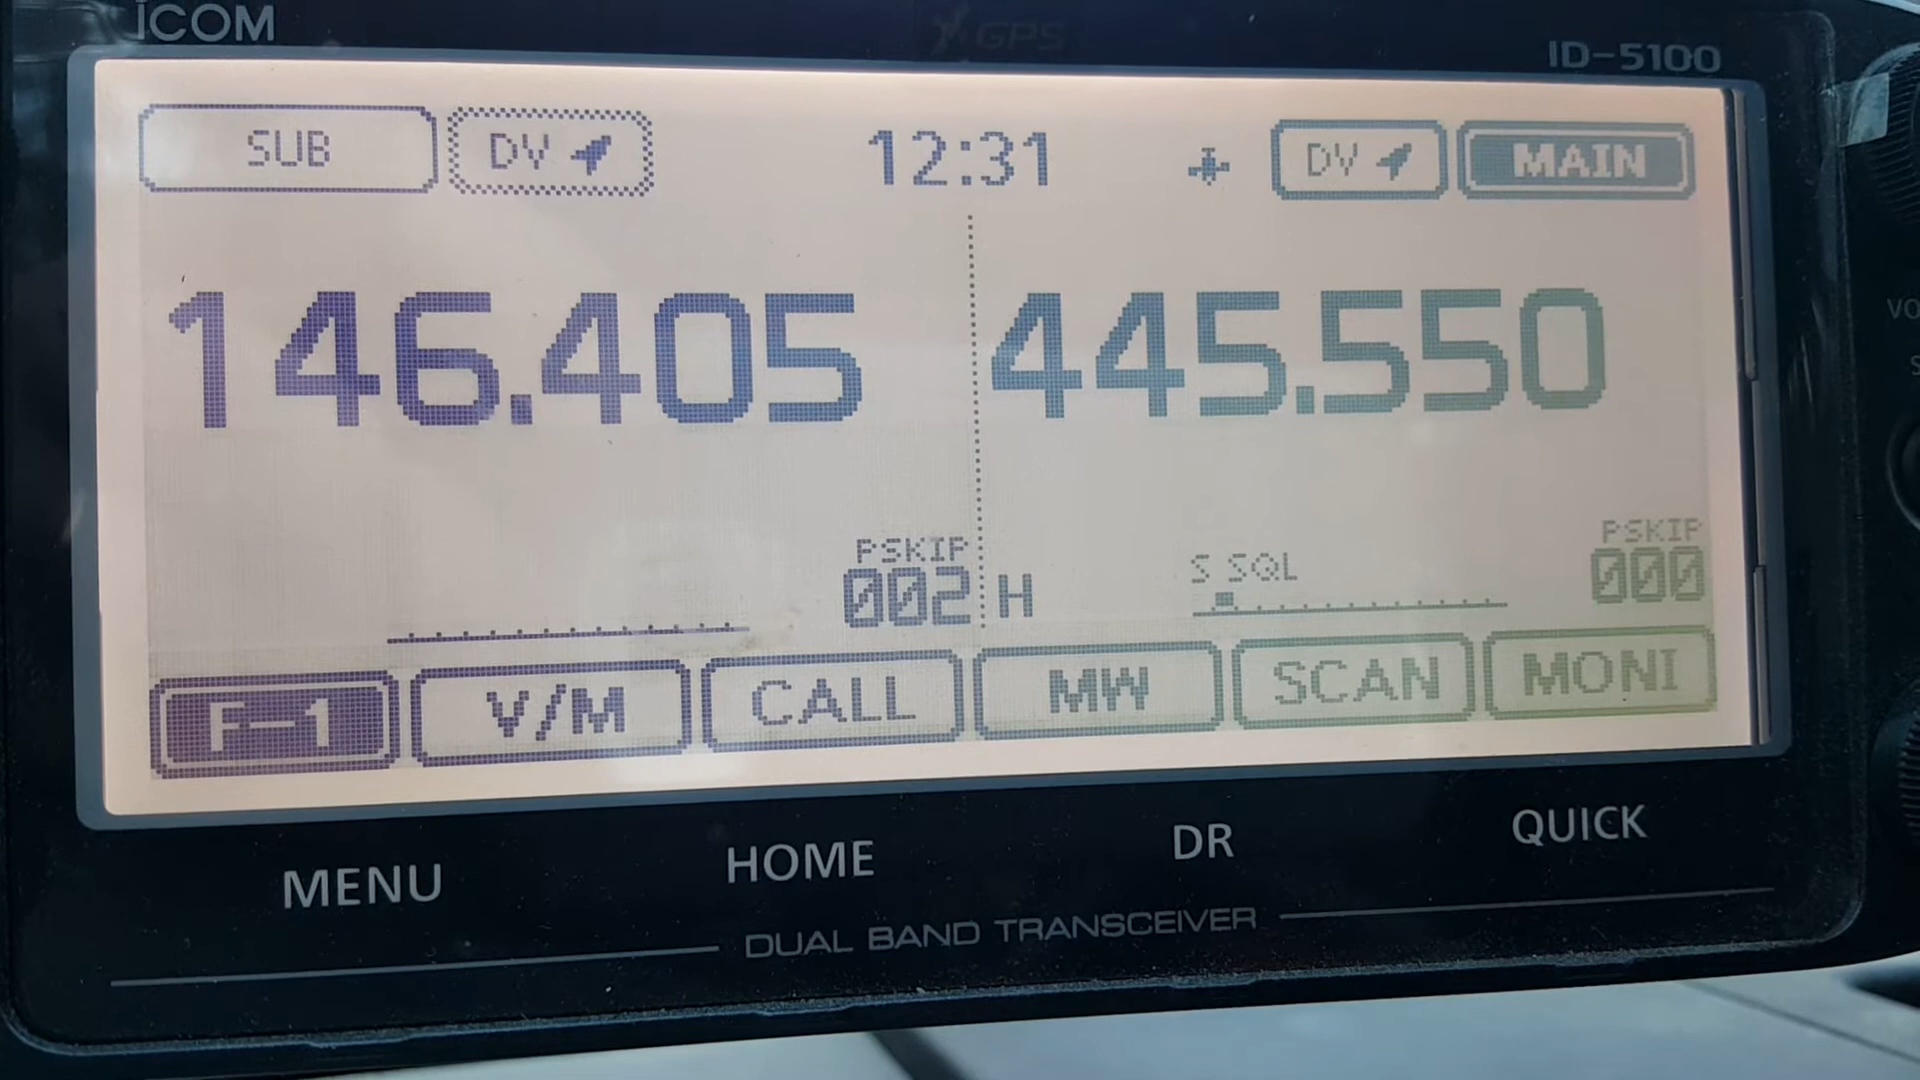 ICOM
GPS
ID-5100
SUB DV 12:31 DV MAIN
146.405 445.550
PSKIP PSKIP
002 H S SQL 000
F-1 V/M CALL MW SCAN MONI
MENU HOME DR QUICK
DUAL BAND TRANSCEIVER